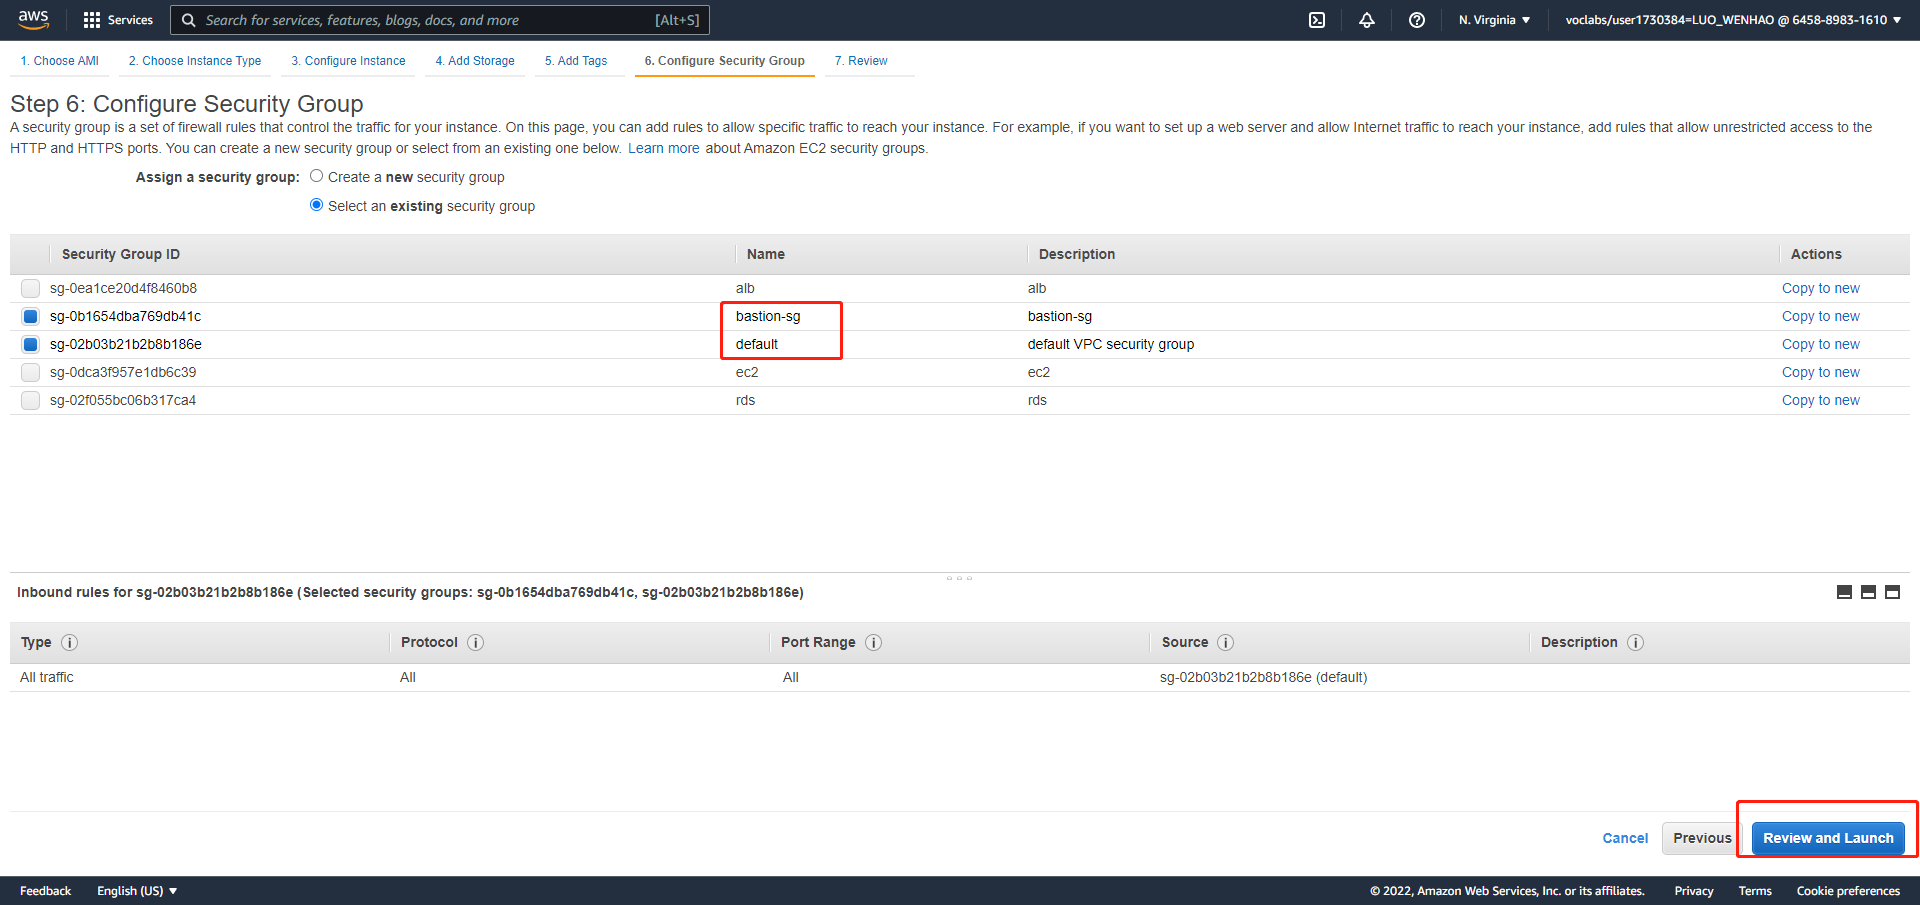 aws Services Search for services, features, blogs, docs, and more [Alt+S] N. Virginia ▼ voclabs/user1730384=LUO_WENHAO @ 6458-8983-1610 ▼
1. Choose AMI 2. Choose Instance Type 3. Configure Instance 4. Add Storage 5. Add Tags 6. Configure Security Group 7. Review
Step 6: Configure Security Group
A security group is a set of firewall rules that control the traffic for your instance. On this page, you can add rules to allow specific traffic to reach your instance. For example, if you want to set up a web server and allow Internet traffic to reach your instance, add rules that allow unrestricted access to the
HTTP and HTTPS ports. You can create a new security group or select from an existing one below. Learn more about Amazon EC2 security groups.
Assign a security group: Create a new security group
Select an existing security group
Security Group ID Name Description Actions
sg-0ea1ce20d4f8460b8 alb alb Copy to new
sg-0b1654dba769db41c bastion-sg bastion-sg Copy to new
sg-02b03b21b2b8b186e default default VPC security group Copy to new
sg-0dca3f957e1db6c39 ec2 ec2 Copy to new
sg-02f055bc06b317ca4 rds rds Copy to new
Inbound rules for sg-02b03b21b2b8b186e (Selected security groups: sg-0b1654dba769db41c, sg-02b03b21b2b8b186e)
Type i Protocol i Port Range i Source i Description i
All traffic All All sg-02b03b21b2b8b186e (default)
Cancel Previous Review and Launch
Feedback English (US) ▼ © 2022, Amazon Web Services, Inc. or its affiliates. Privacy Terms Cookie preferences